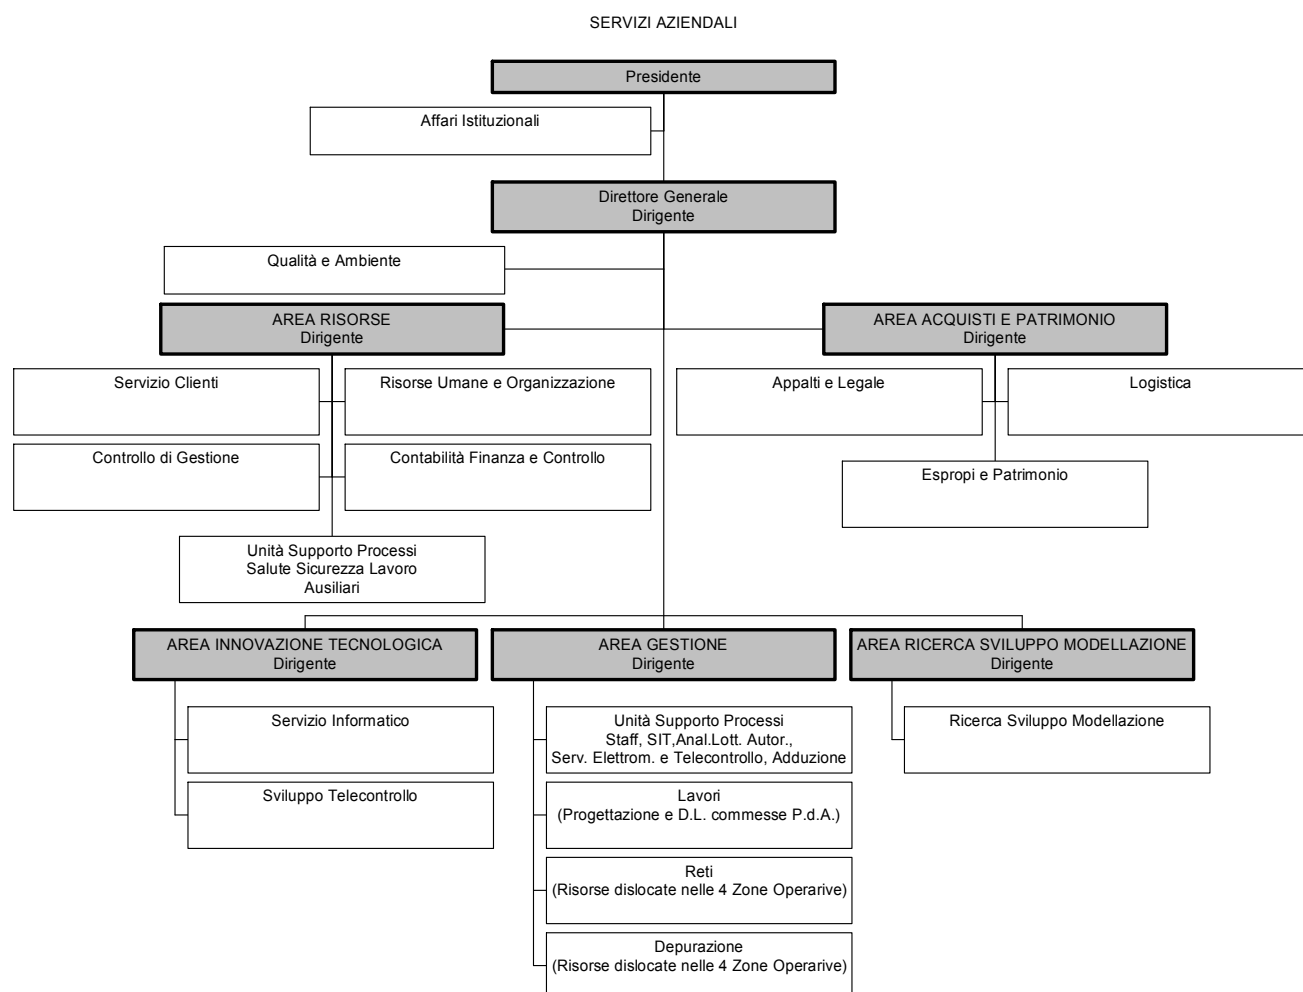 SERVIZI AZIENDALI
Presidente
Affari Istituzionali
Direttore Generale
Dirigente
Qualità e Ambiente
AREA RISORSE
Dirigente
AREA ACQUISTI E PATRIMONIO
Dirigente
Servizio Clienti
Risorse Umane e Organizzazione
Appalti e Legale
Logistica
Controllo di Gestione
Contabilità Finanza e Controllo
Espropi e Patrimonio
Unità Supporto Processi
Salute Sicurezza Lavoro
Ausiliari
AREA INNOVAZIONE TECNOLOGICA
Dirigente
AREA GESTIONE
Dirigente
AREA RICERCA SVILUPPO MODELLAZIONE
Dirigente
Servizio Informatico
Unità Supporto Processi
Staff, SIT,Anal.Lott. Autor.,
Serv. Elettrom. e Telecontrollo, Adduzione
Ricerca Sviluppo Modellazione
Sviluppo Telecontrollo
Lavori
(Progettazione e D.L. commesse P.d.A.)
Reti
(Risorse dislocate nelle 4 Zone Operarive)
Depurazione
(Risorse dislocate nelle 4 Zone Operarive)